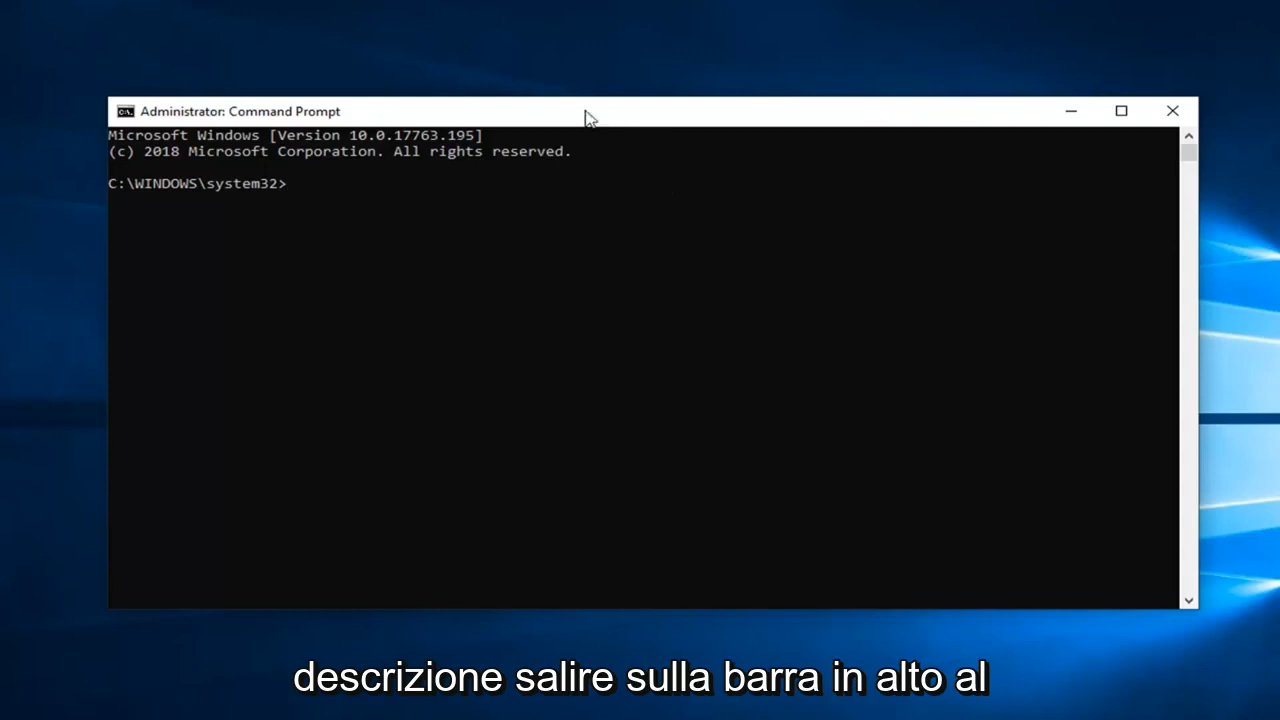 Administrator: Command Prompt
Microsoft Windows [Version 10.0.17763.195]
(c) 2018 Microsoft Corporation. All rights reserved.
C:\WINDOWS\system32>
descrizione salire sulla barra in alto al